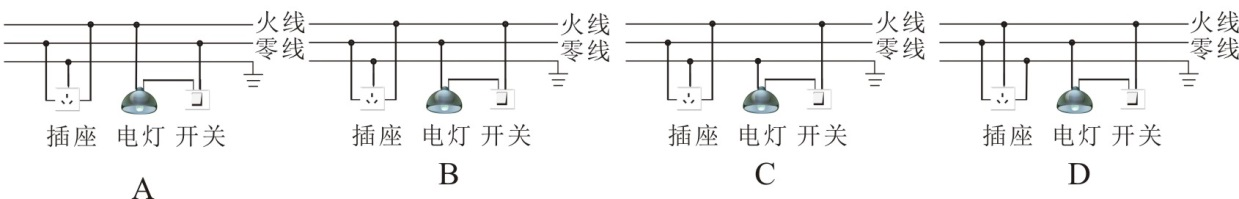 火线 火线 火线 火线
零线 零线 零线 零线
插座 电灯 开关 插座 电灯 开关 插座 电灯 开关 插座 电灯 开关
A B C D